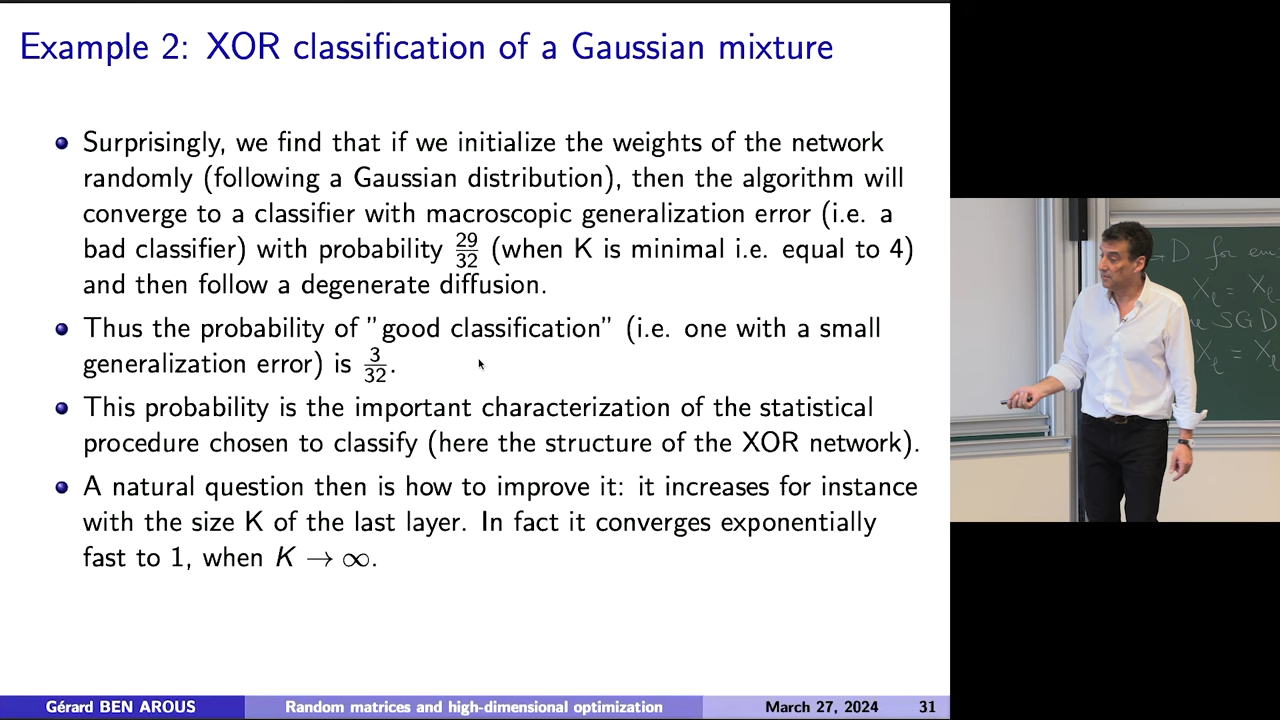 Example 2: XOR classification of a Gaussian mixture
Surprisingly, we find that if we initialize the weights of the network
randomly (following a Gaussian distribution), then the algorithm will
converge to a classifier with macroscopic generalization error (i.e. a
bad classifier) with probability 29/32 (when K is minimal i.e. equal to 4)
and then follow a degenerate diffusion.
Thus the probability of "good classification" (i.e. one with a small
generalization error) is 3/32.
This probability is the important characterization of the statistical
procedure chosen to classify (here the structure of the XOR network).
A natural question then is how to improve it: it increases for instance
with the size K of the last layer. In fact it converges exponentially
fast to 1, when K → ∞.
D for
X_ℓ = X_ℓ
SGD
X_ℓ = X_ℓ
Gérard BEN AROUS
Random matrices and high-dimensional optimization
March 27, 2024
31